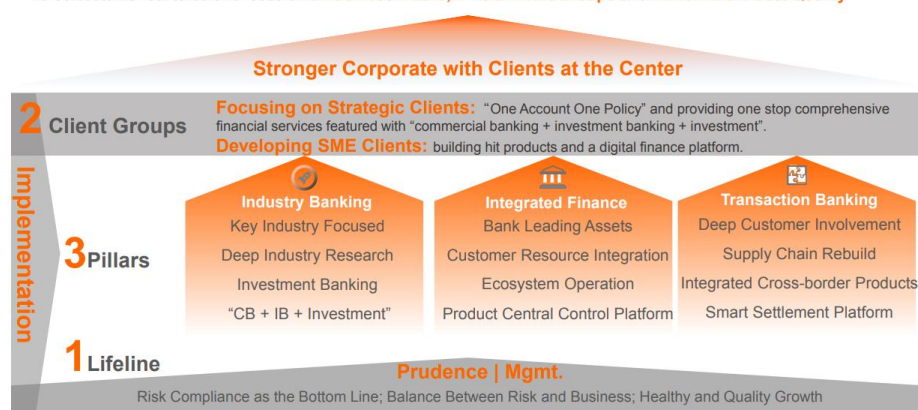 Stronger Corporate with Clients at the Center
2 Client Groups
Focusing on Strategic Clients: “One Account One Policy” and providing one stop comprehensive
financial services featured with “commercial banking + investment banking + investment”.
Developing SME Clients: building hit products and a digital finance platform.
Implementation
3 Pillars
Industry Banking
Key Industry Focused
Deep Industry Research
Investment Banking
“CB + IB + Investment”
Integrated Finance
Bank Leading Assets
Customer Resource Integration
Ecosystem Operation
Product Central Control Platform
Transaction Banking
Deep Customer Involvement
Supply Chain Rebuild
Integrated Cross-border Products
Smart Settlement Platform
1 Lifeline
Prudence | Mgmt.
Risk Compliance as the Bottom Line; Balance Between Risk and Business; Healthy and Quality Growth